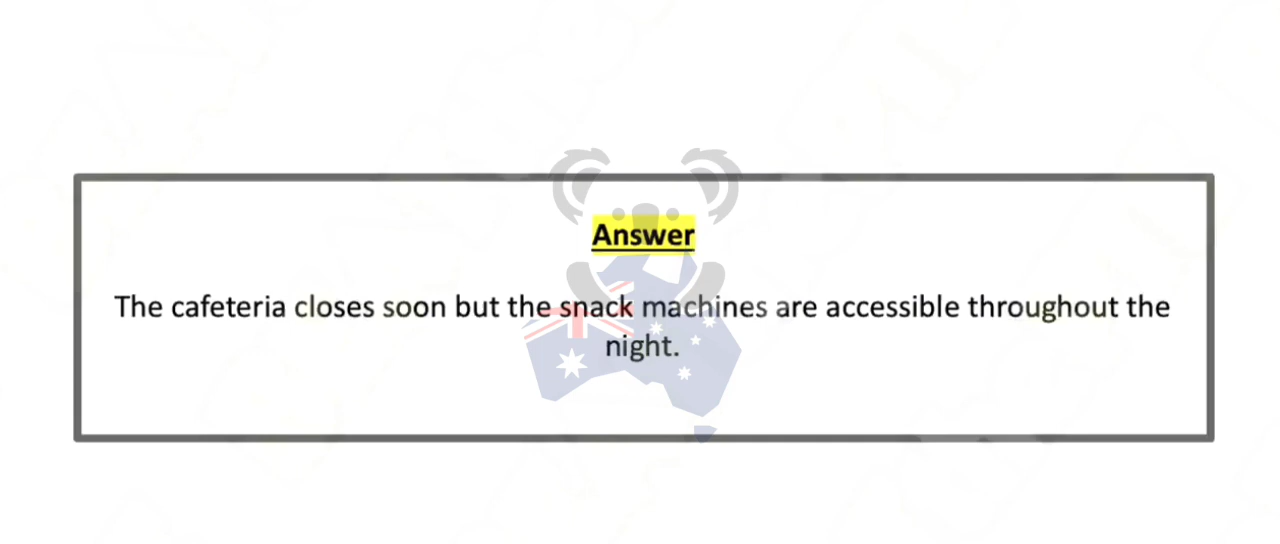 Answer
The cafeteria closes soon but the snack machines are accessible throughout the
night.